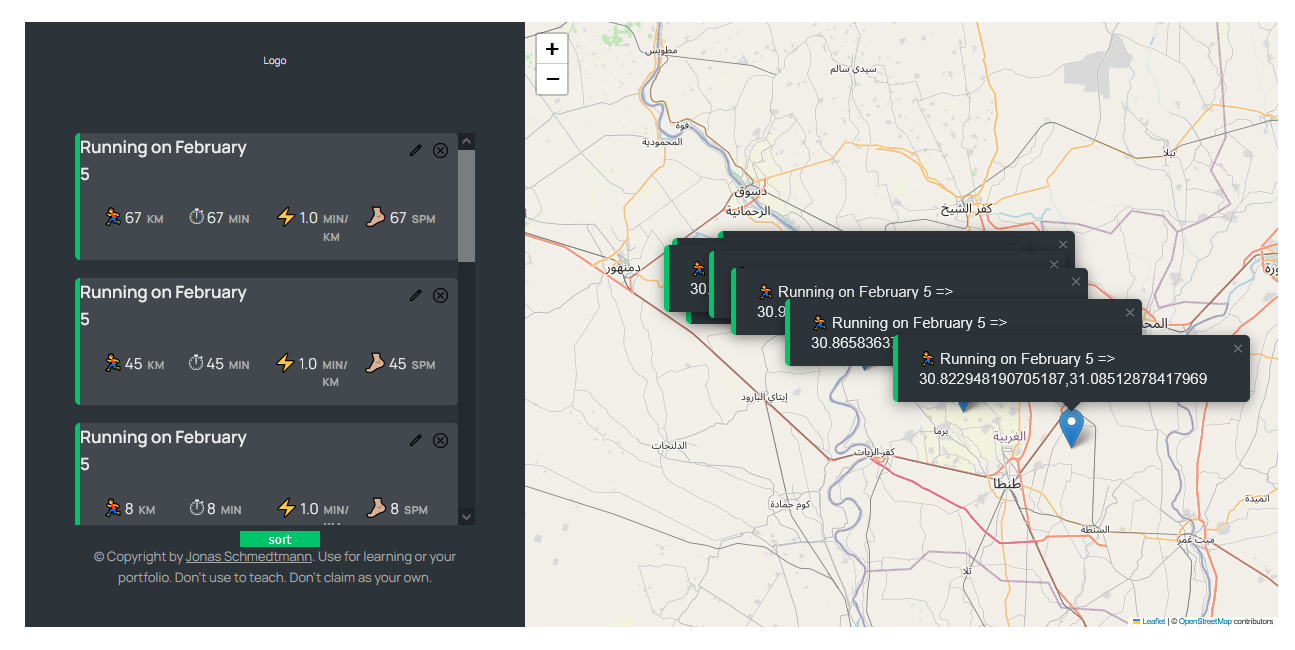 Logo
Running on February
5
67 KM
67 MIN
1.0 MIN/
KM
67 SPM
Running on February
5
45 KM
45 MIN
1.0 MIN/
KM
45 SPM
Running on February
5
8 KM
8 MIN
1.0 MIN/
8 SPM
sort
© Copyright by Jonas Schmedtmann. Use for learning or your
portfolio. Don't use to teach. Don't claim as your own.
+
−
مطوبس
سيدي سالم
فوه
المحمودية
بيلا
دسوق
الرحمانية
كفر الشيخ
دمنهور
30.
Running on February 5 =>
30.9
Running on February 5 =>
30.86583637
Running on February 5 =>
30.822948190705187,31.08512878417969
إيتاي البارود
برما
الغربية
الدلنجات
كفر الزيات
طنطا
كوم حمادة
اتميدة
السنطة
ميت غمر
تلا
Leaflet | © OpenStreetMap contributors